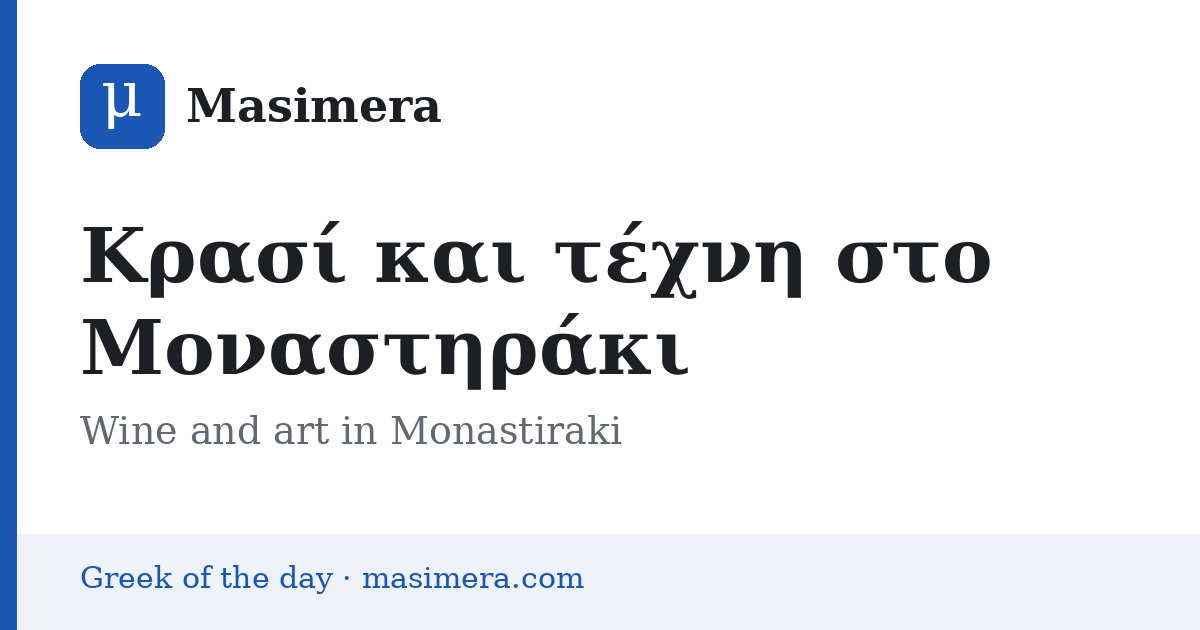 μ
Masimera
Κρασί και τέχνη στο
Μοναστηράκι
Wine and art in Monastiraki
Greek of the day · masimera.com